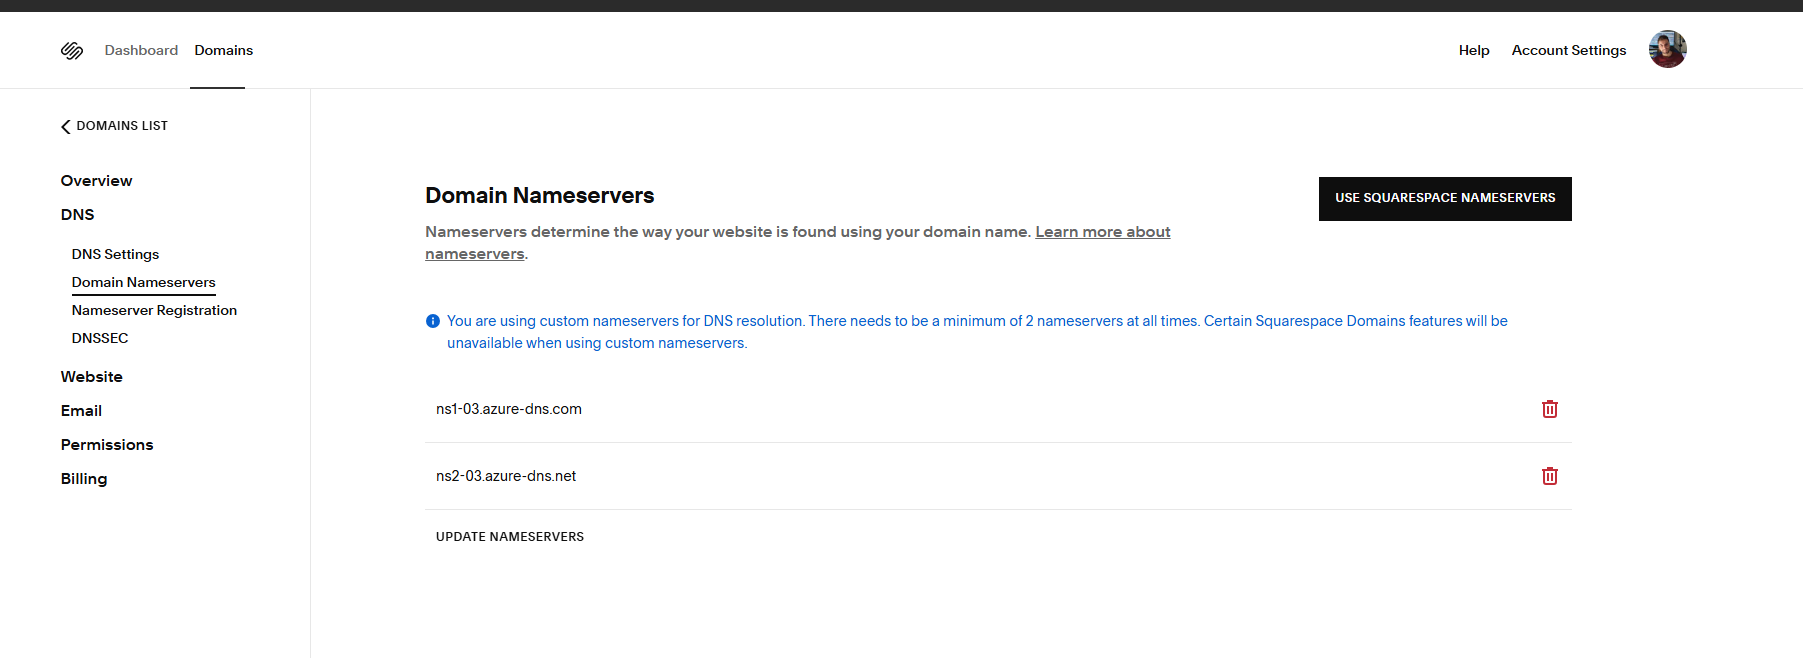 Dashboard Domains
Help Account Settings
DOMAINS LIST
Overview
DNS
DNS Settings
Domain Nameservers
Nameserver Registration
DNSSEC
Website
Email
Permissions
Billing
Domain Nameservers
USE SQUARESPACE NAMESERVERS
Nameservers determine the way your website is found using your domain name. Learn more about
nameservers.
You are using custom nameservers for DNS resolution. There needs to be a minimum of 2 nameservers at all times. Certain Squarespace Domains features will be
unavailable when using custom nameservers.
ns1-03.azure-dns.com
ns2-03.azure-dns.net
UPDATE NAMESERVERS